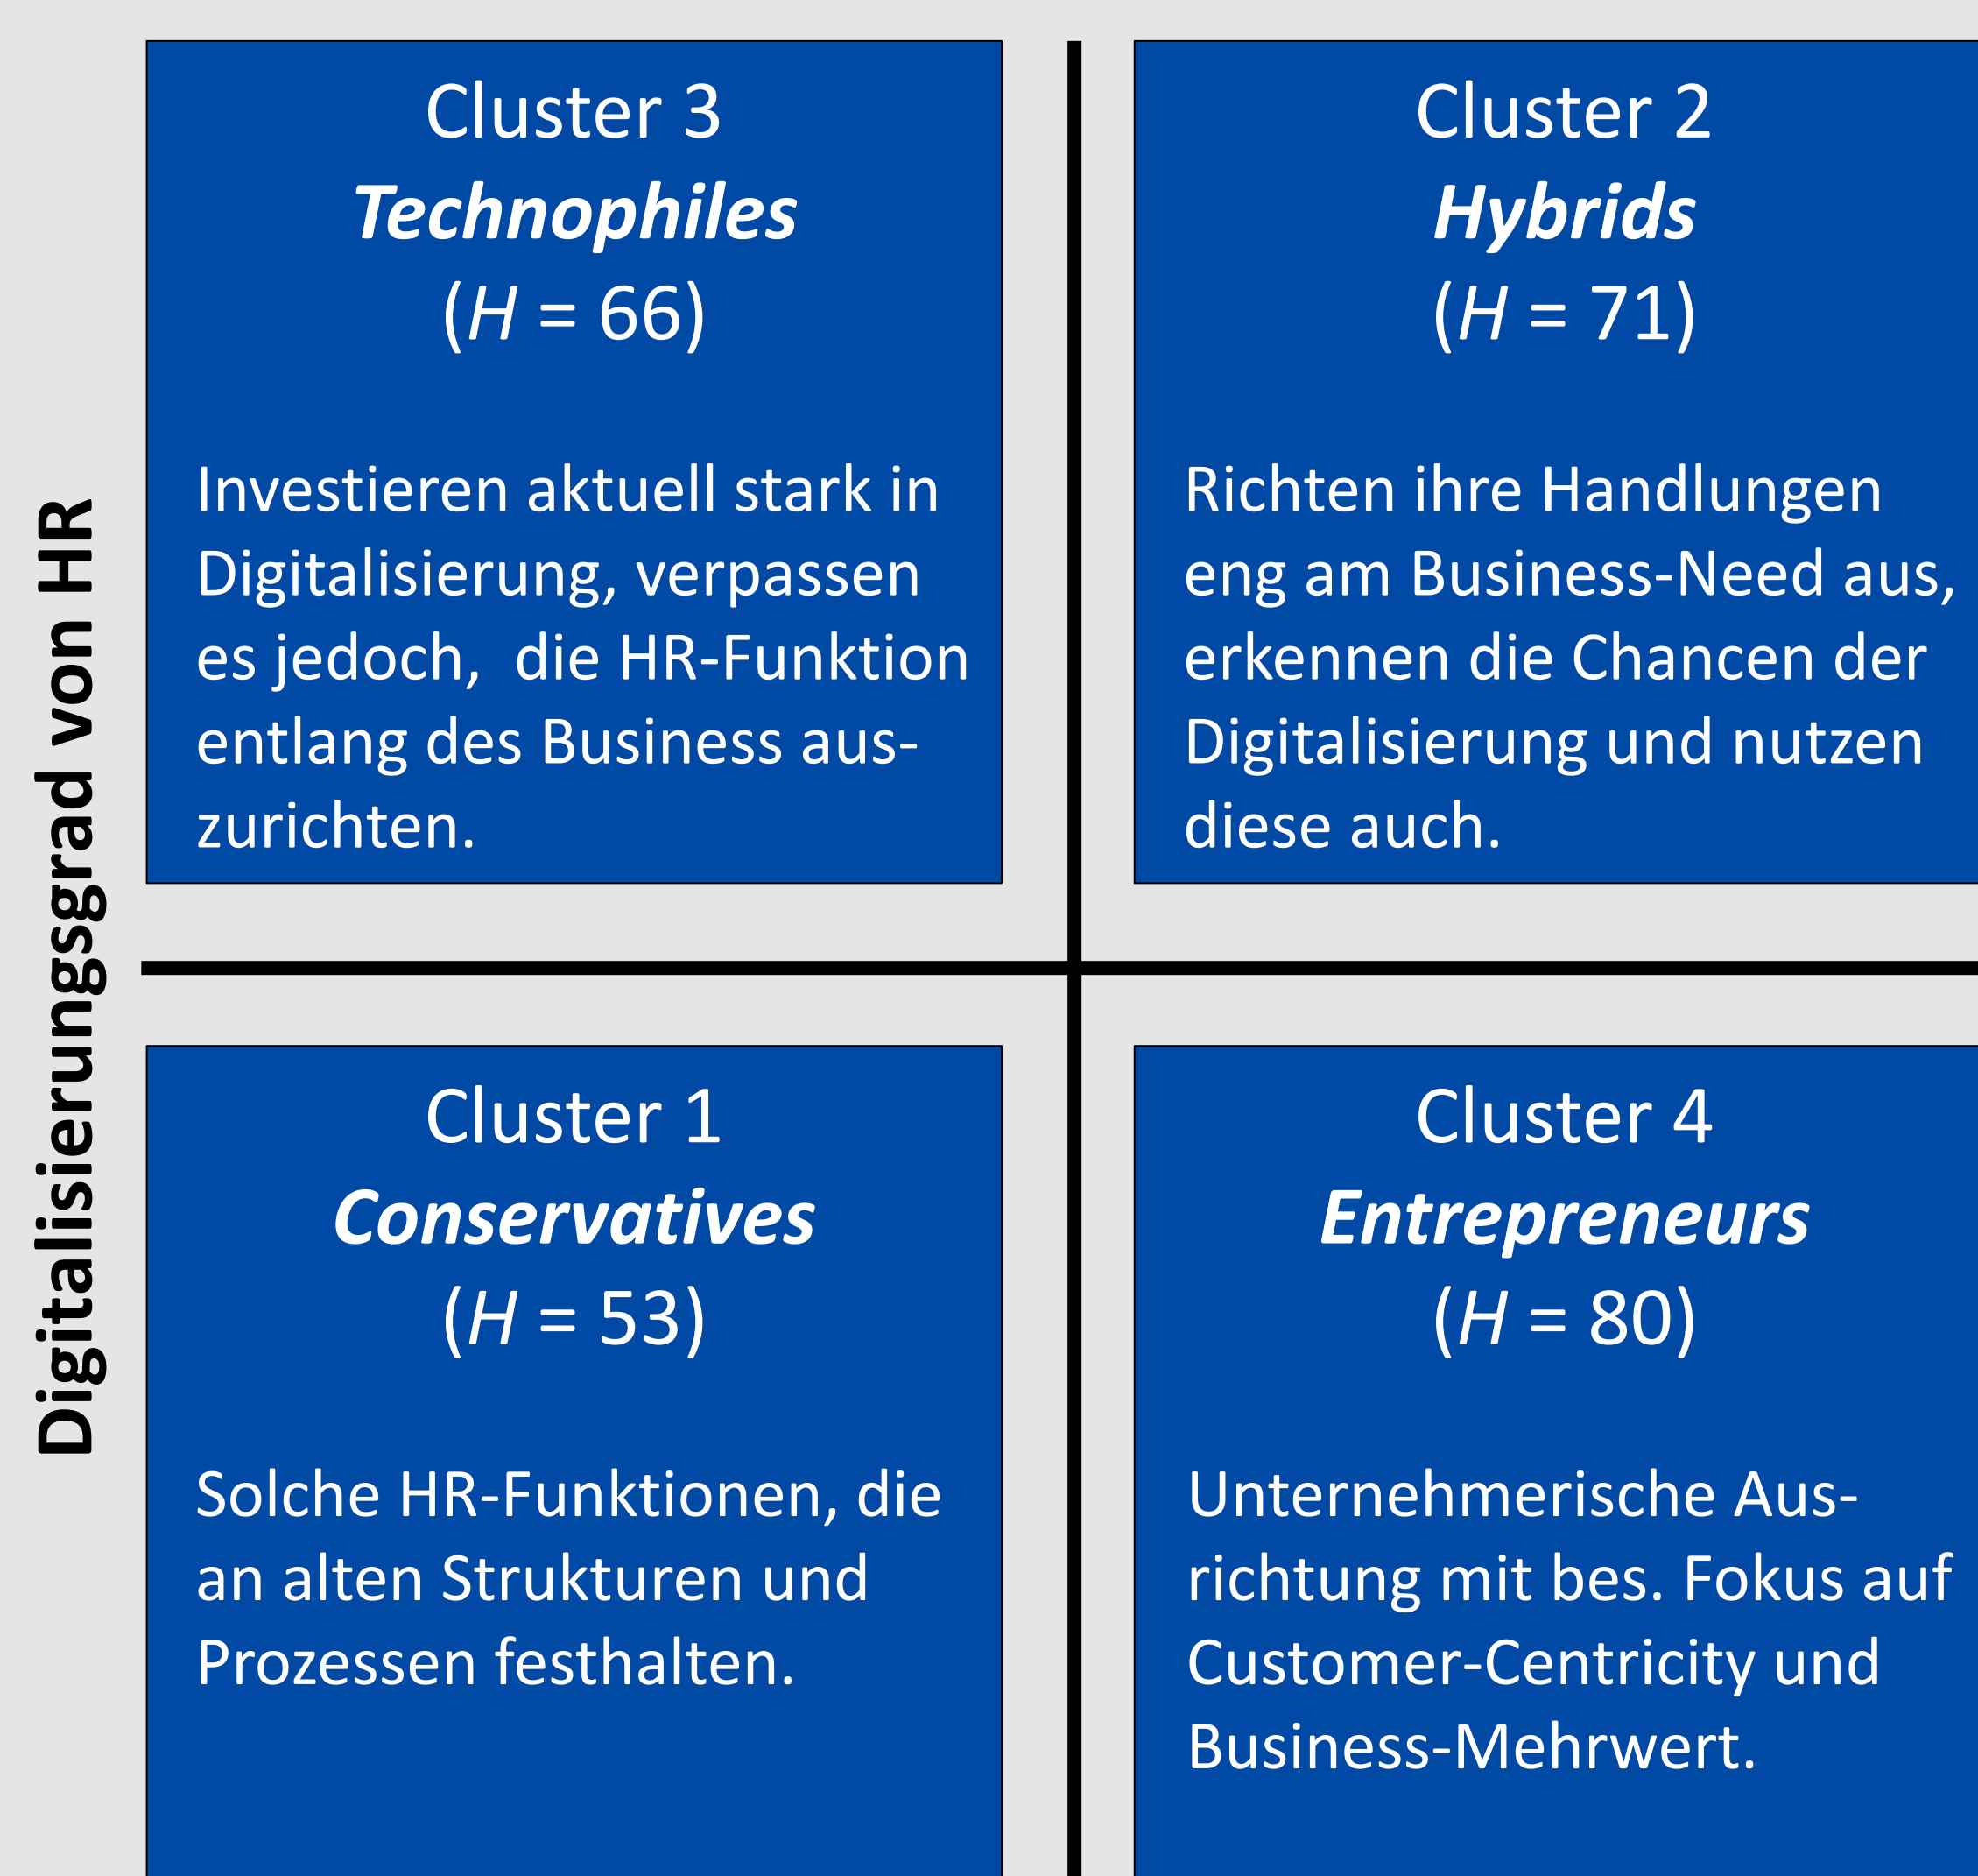 Digitalisierungsgrad von HR
Cluster 3
Technophiles
(H = 66)
Investieren aktuell stark in
Digitalisierung, verpassen
es jedoch,  die HR-Funktion
entlang des Business aus-
zurichten.
Cluster 2
Hybrids
(H = 71)
Richten ihre Handlungen
eng am Business-Need aus,
erkennen die Chancen der
Digitalisierung und nutzen
diese auch.
Cluster 1
Conservatives
(H = 53)
Solche HR-Funktionen, die
an alten Strukturen und
Prozessen festhalten.
Cluster 4
Entrepreneurs
(H = 80)
Unternehmerische Aus-
richtung mit bes. Fokus auf
Customer-Centricity und
Business-Mehrwert.